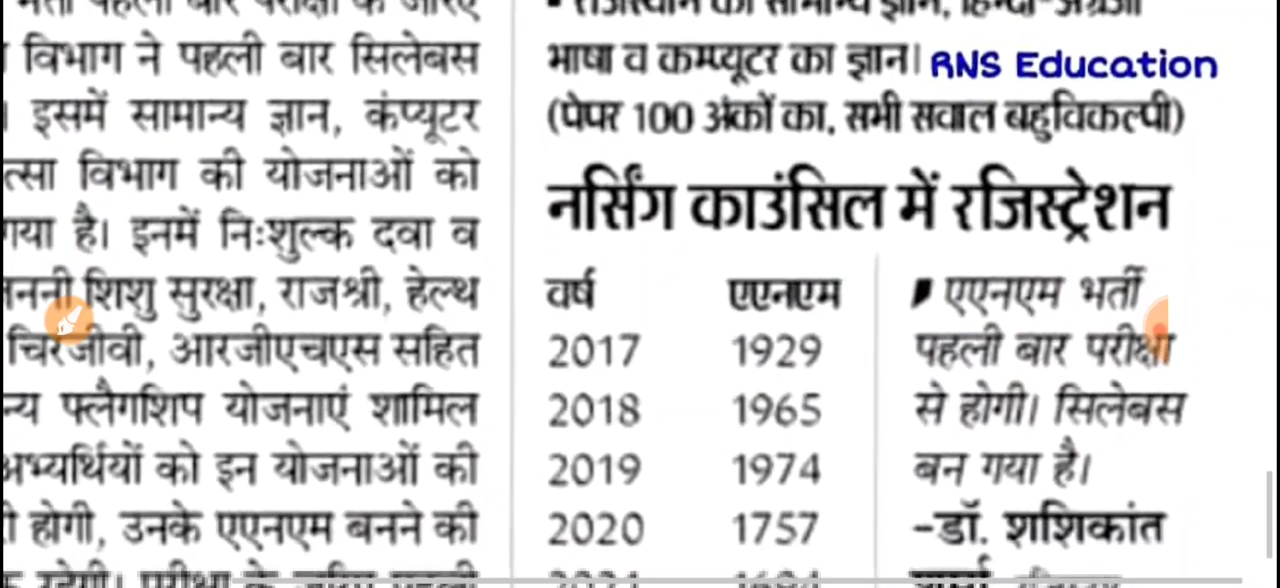 विभाग ने पहली बार सिलेबस
इसमें सामान्य ज्ञान, कंप्यूटर
त्सा विभाग की योजनाओं को
गया है। इनमें निःशुल्क दवा व
शिशु सुरक्षा, राजश्री, हेल्थ
चिरंजीवी, आरजीएचएस सहित
न्य फ्लैगशिप योजनाएं शामिल
अभ्यर्थियों को इन योजनाओं की
होगी, उनके एएनएम बनने की
भाषा व कम्प्यूटर का ज्ञान।
RNS Education
(पेपर 100 अंकों का, सभी सवाल बहुविकल्पी)
नर्सिंग काउंसिल में रजिस्ट्रेशन
वर्ष एएनएम
2017 1929
2018 1965
2019 1974
2020 1757
एएनएम भर्ती
पहली बार परीक्षा
से होगी। सिलेबस
बन गया है।
-डॉ. शशिकांत